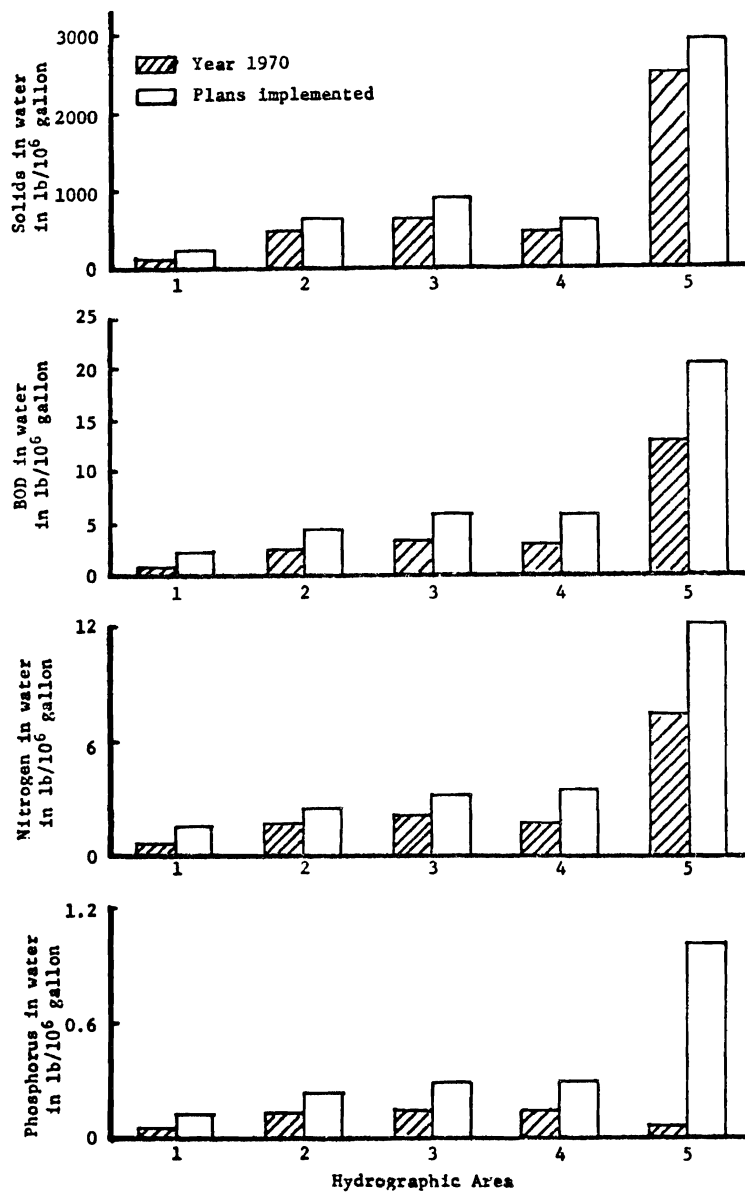 Solids in water
in lb/10⁶ gallon
3000
2000
1000
0
Year 1970
Plans implemented
1 2 3 4 5
BOD in water
in lb/10⁶ gallon
25
20
15
10
5
0
1 2 3 4 5
Nitrogen in water
in lb/10⁶ gallon
12
6
0
1 2 3 4 5
Phosphorus in water
in lb/10⁶ gallon
1.2
0.6
0
1 2 3 4 5
Hydrographic Area